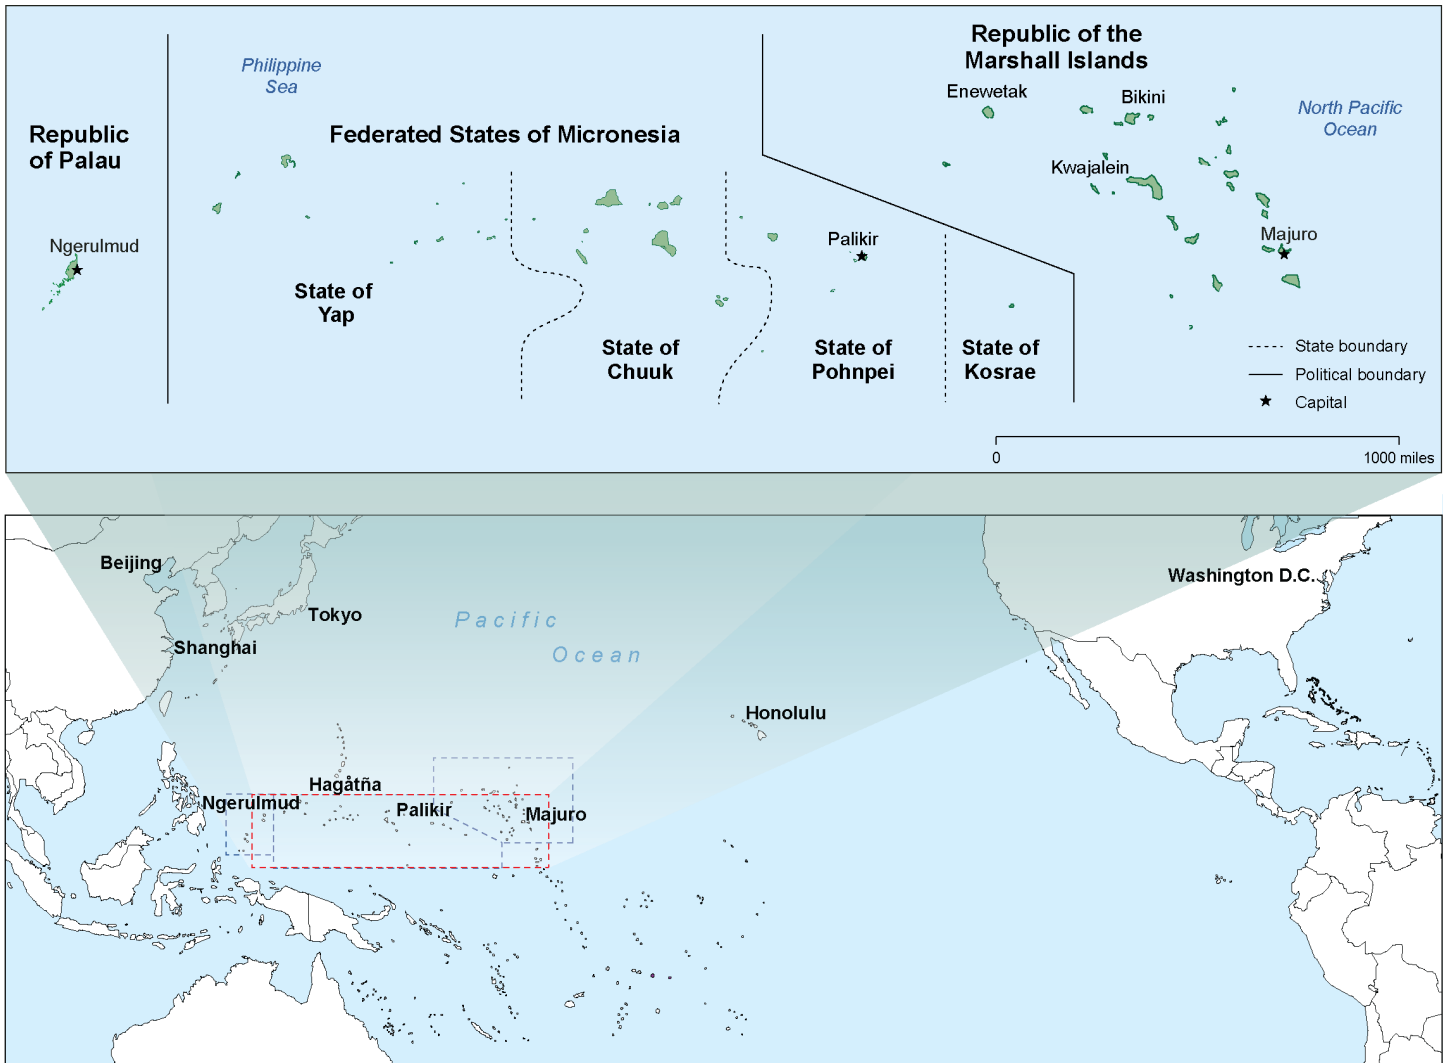 Republic of the
Marshall Islands
Philippine
Sea
Enewetak
Bikini
North Pacific
Ocean
Republic
of Palau
Federated States of Micronesia
Kwajalein
Ngerulmud
Palikir
Majuro
State of
Yap
State of
Chuuk
State of
Pohnpei
State of
Kosrae
State boundary
Political boundary
Capital
0
1000 miles
Beijing
Washington D.C.
Tokyo
Pacific
Ocean
Shanghai
Honolulu
Hagåtña
Ngerulmud
Palikir
Majuro